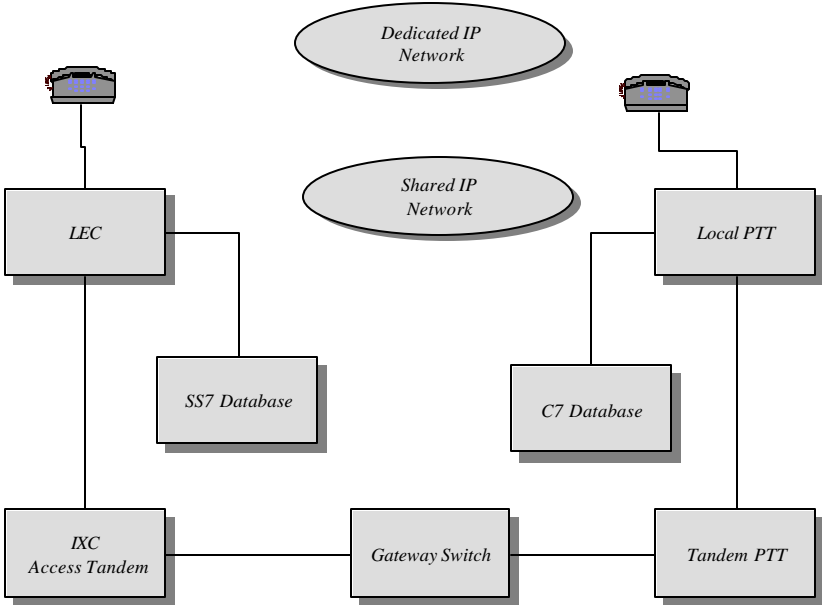 Dedicated IP
Network
Shared IP
Network
LEC
Local PTT
SS7 Database
C7 Database
IXC
Access Tandem
Gateway Switch
Tandem PTT